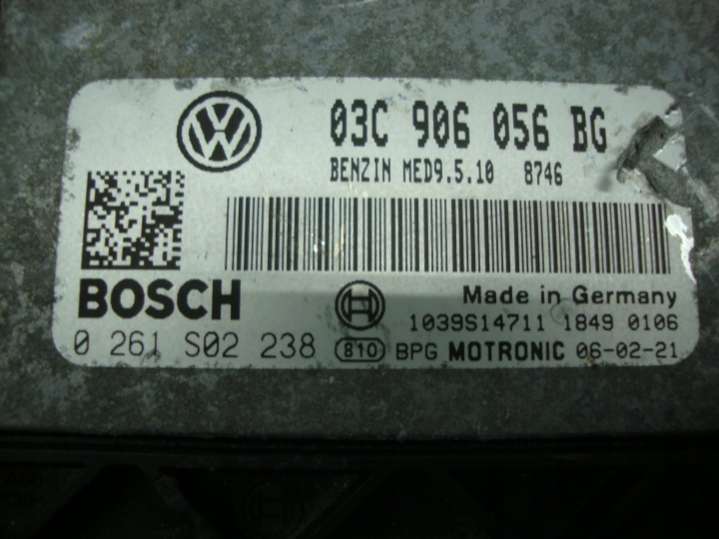 03C 906 056 BG
BENZIN MED9.5.10 8746
BOSCH
Made in Germany
1039S14711 1849 0106
0 261 S02 238 810 BPG MOTRONIC 06-02-21